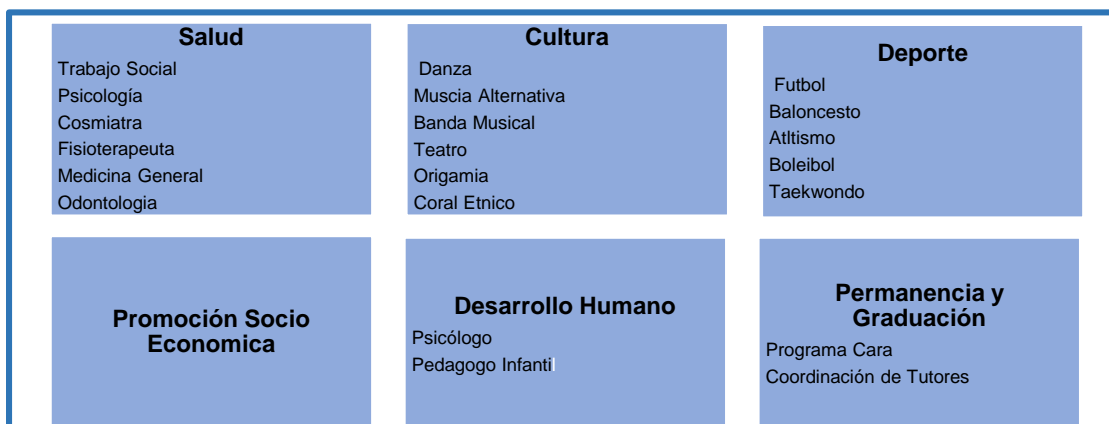 Salud
Trabajo Social
Psicología
Cosmiatra
Fisioterapeuta
Medicina General
Odontologia
Cultura
Danza
Muscia Alternativa
Banda Musical
Teatro
Origamia
Coral Etnico
Deporte
Futbol
Baloncesto
Atltismo
Boleibol
Taekwondo
Promoción Socio
Economica
Desarrollo Humano
Psicólogo
Pedagogo Infantil
Permanencia y
Graduación
Programa Cara
Coordinación de Tutores